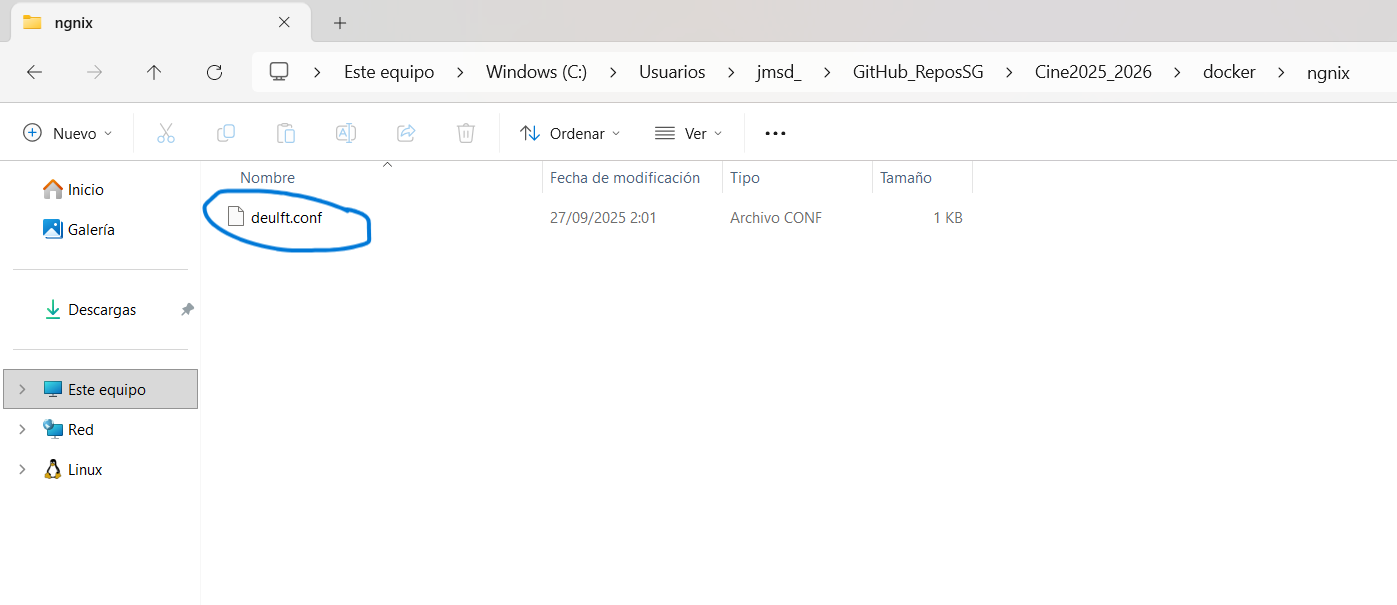 ngnix
Este equipo > Windows (C:) > Usuarios > jmsd_ > GitHub_ReposSG > Cine2025_2026 > docker > ngnix
Nuevo Ordenar Ver
Nombre Fecha de modificación Tipo Tamaño
Inicio
deulft.conf 27/09/2025 2:01 Archivo CONF 1 KB
Galería
Descargas
Este equipo
Red
Linux